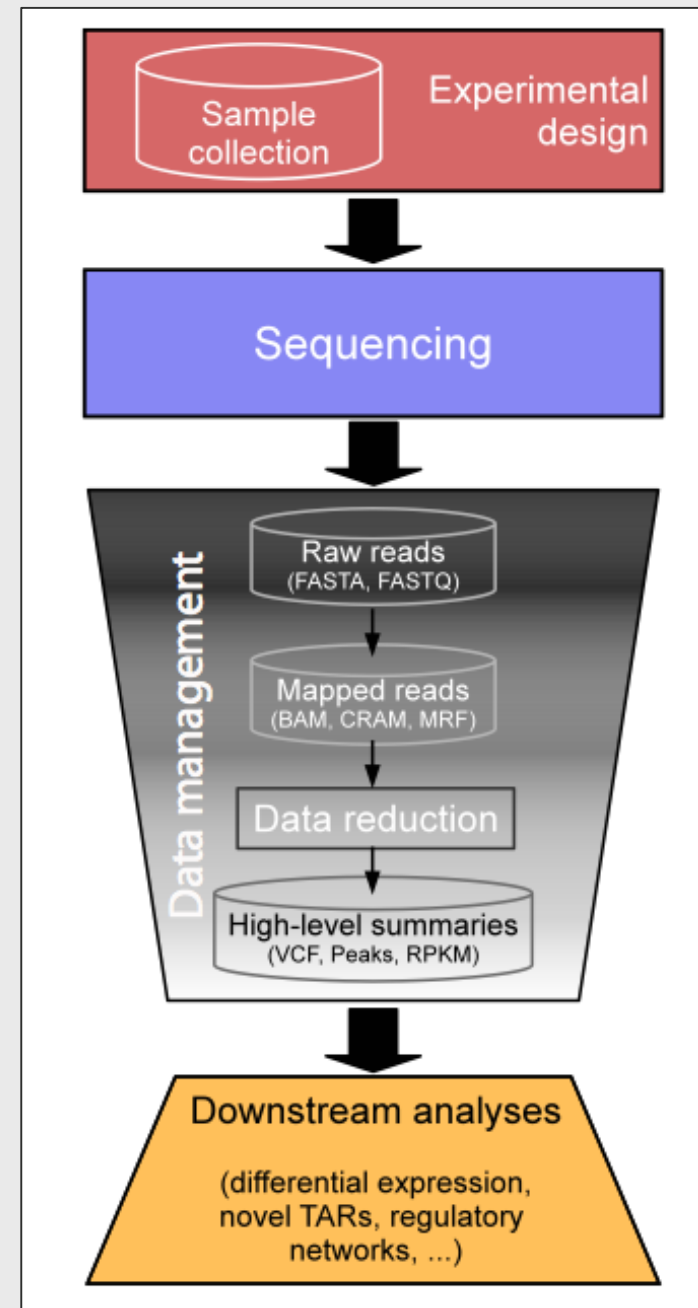 Sample
collection
Experimental
design
Sequencing
Data management
Raw reads
(FASTA, FASTQ)
Mapped reads
(BAM, CRAM, MRF)
Data reduction
High-level summaries
(VCF, Peaks, RPKM)
Downstream analyses
(differential expression,
novel TARs, regulatory
networks, ...)